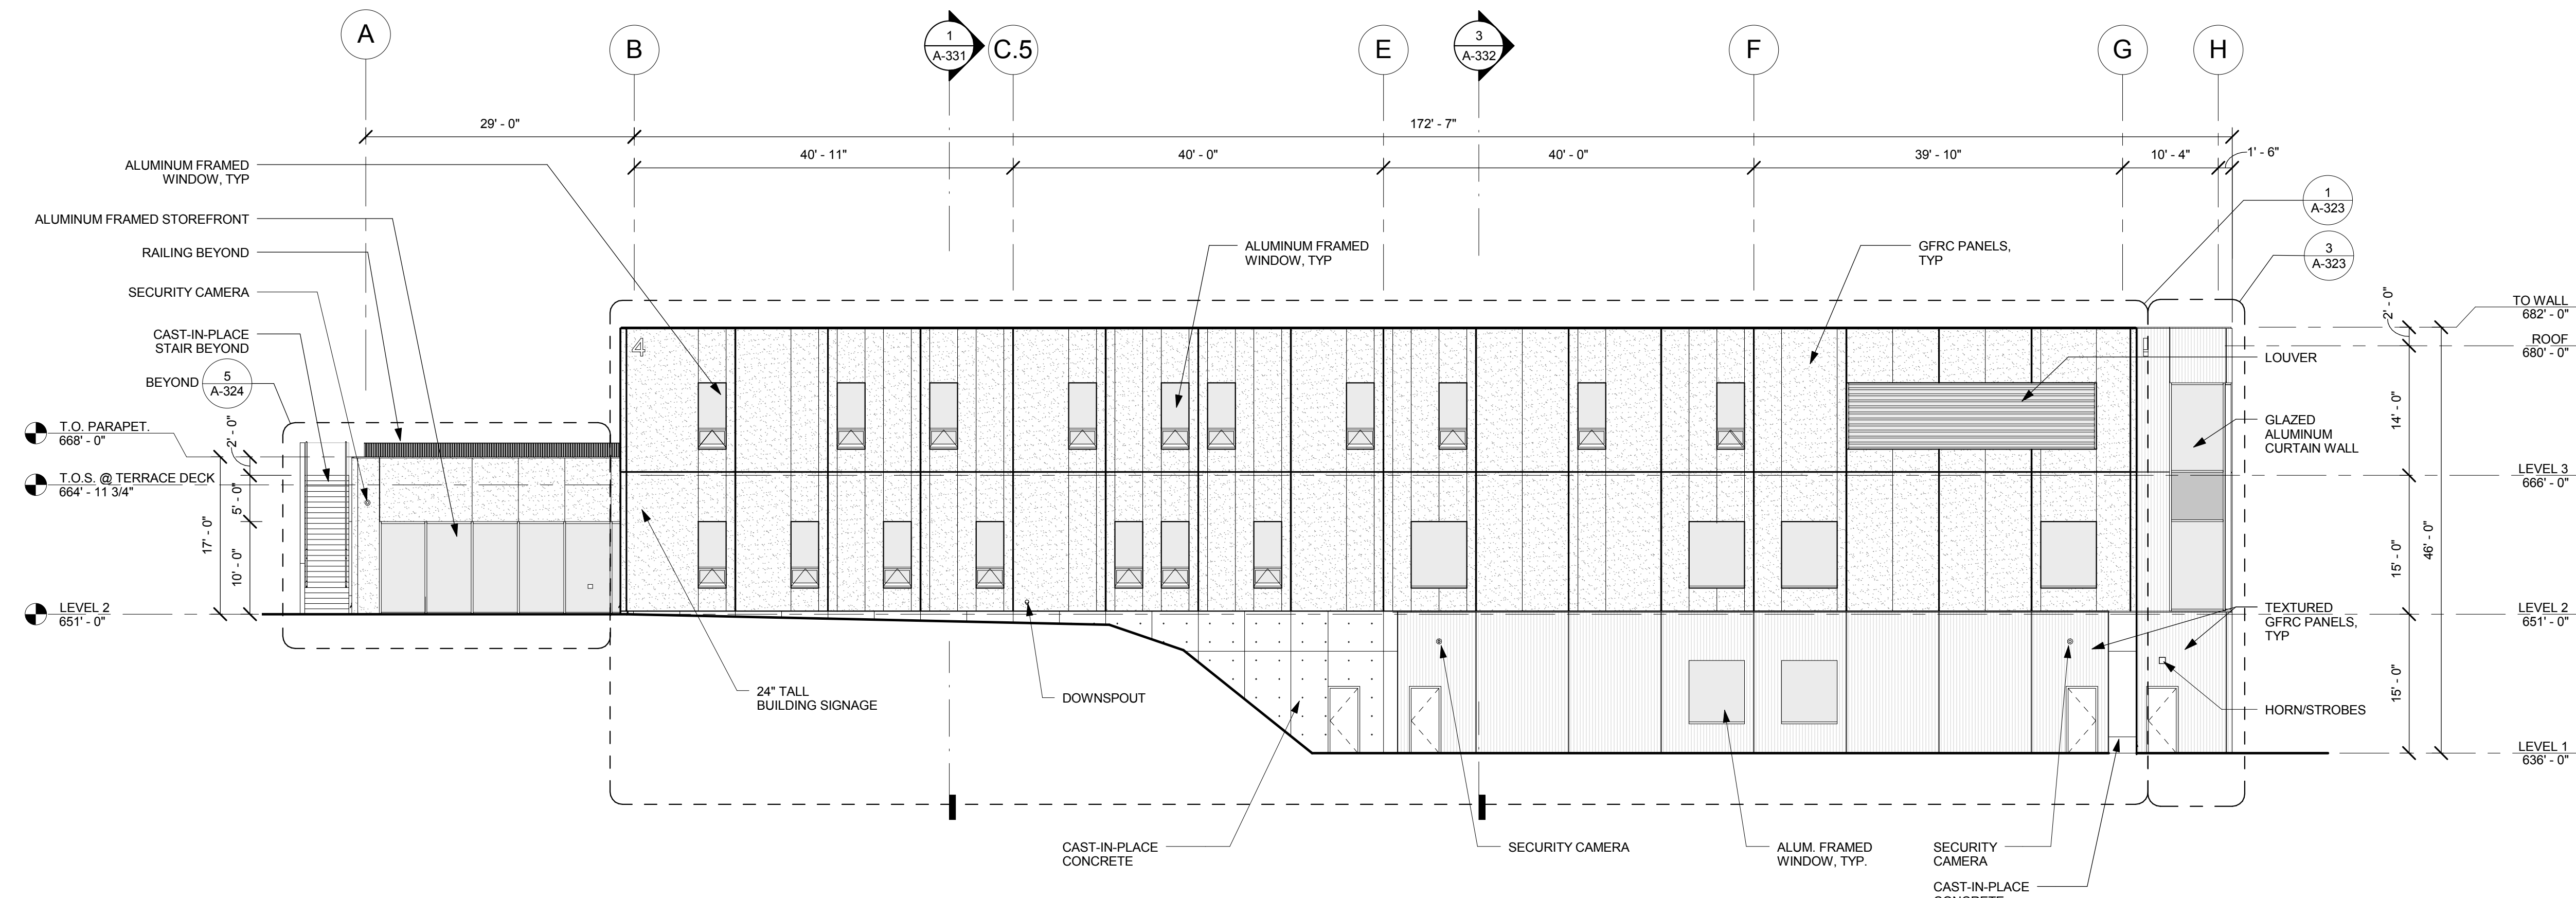 A
B
1
A-331
C.5
E
3
A-332
F
G
H
29' - 0"
172' - 7"
40' - 11"
40' - 0"
40' - 0"
39' - 10"
10' - 4"
1' - 6"
ALUMINUM FRAMED
WINDOW, TYP
ALUMINUM FRAMED STOREFRONT
RAILING BEYOND
SECURITY CAMERA
CAST-IN-PLACE
STAIR BEYOND
BEYOND
5
A-324
T.O. PARAPET.
668' - 0"
T.O.S. @ TERRACE DECK
664' - 11 3/4"
LEVEL 2
651' - 0"
2' - 0"
5' - 0"
17' - 0"
10' - 0"
4
ALUMINUM FRAMED
WINDOW, TYP
GFRC PANELS,
TYP
1
A-323
3
A-323
TO WALL
682' - 0"
ROOF
680' - 0"
2' - 0"
LOUVER
14' - 0"
GLAZED
ALUMINUM
CURTAIN WALL
LEVEL 3
666' - 0"
15' - 0"
46' - 0"
TEXTURED
GFRC PANELS,
TYP
LEVEL 2
651' - 0"
15' - 0"
HORN/STROBES
LEVEL 1
636' - 0"
24" TALL
BUILDING SIGNAGE
DOWNSPOUT
CAST-IN-PLACE
CONCRETE
SECURITY CAMERA
ALUM. FRAMED
WINDOW, TYP.
SECURITY
CAMERA
CAST-IN-PLACE
CONCRETE